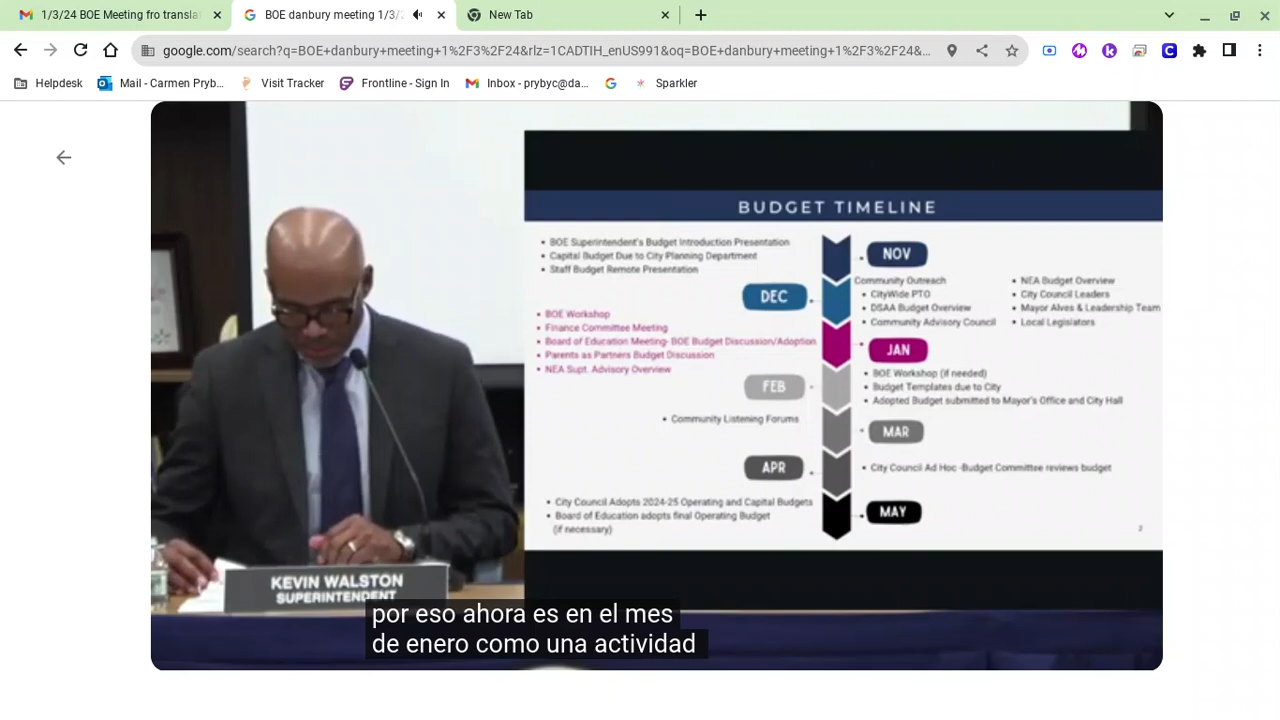 1/3/24 BOE Meeting fro transla
BOE danbury meeting 1/3/2
New Tab
google.com/search?q=BOE+danbury+meeting+1%2F3%2F24&rlz=1CADTIH_enUS991&oq=BOE+danbury+meeting+1%2F3%2F24&...
Helpdesk
Mail - Carmen Pryb...
Visit Tracker
Frontline - Sign In
Inbox - prybyc@da...
Sparkler
BUDGET TIMELINE
• BOE Superintendent's Budget Introduction Presentation
• Capital Budget Due to City Planning Department
• Staff Budget Remote Presentation
NOV
Community Outreach
• CityWide PTO
• DSAA Budget Overview
• Community Advisory Council
• NEA Budget Overview
• City Council Leaders
• Mayor Alves & Leadership Team
• Local Legislators
DEC
• BOE Workshop
• Finance Committee Meeting
• Board of Education Meeting- BOE Budget Discussion/Adoption
• Parents as Partners Budget Discussion
• NEA Supt. Advisory Overview
JAN
• BOE Workshop (if needed)
• Budget Templates due to City
• Adopted Budget submitted to Mayor's Office and City Hall
FEB
• Community Listening Forums
MAR
• City Council Ad Hoc -Budget Committee reviews budget
APR
• City Council Adopts 2024-25 Operating and Capital Budgets
• Board of Education adopts final Operating Budget
(if necessary)
MAY
2
KEVIN WALSTON
SUPERINTENDENT
por eso ahora es en el mes
de enero como una actividad